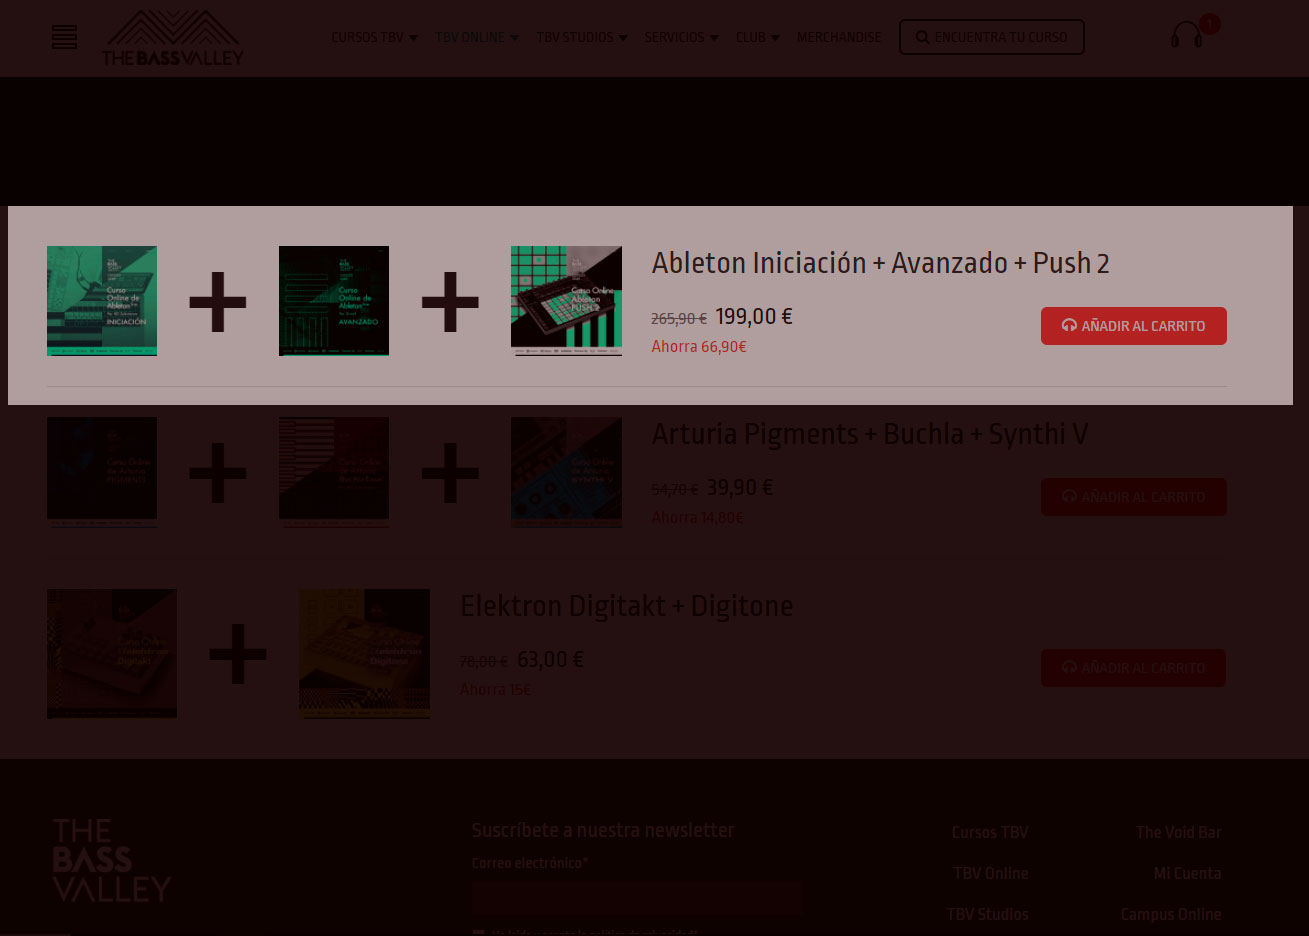 CURSOS TBV TBV ONLINE TBV STUDIOS SERVICIOS CLUB MERCHANDISE ENCUENTRA TU CURSO 1
THE BASS VALLEY
Curso
Online de
Ableton
INICIACIÓN
Curso
Online de
Ableton
AVANZADO
Curso Online
Ableton
PUSH 2
Ableton Iniciación + Avanzado + Push 2
265,90 € 199,00 €
AÑADIR AL CARRITO
Ahorra 66,90€
Curso Online
de Arturia
PIGMENTS
Curso Online
de Arturia
Curso Online
de Arturia
SYNTHI V
Arturia Pigments + Buchla + Synthi V
54,70 € 39,90 €
AÑADIR AL CARRITO
Ahorra 14,80€
Curso Online
Digitakt
Curso Online
Digitone
Elektron Digitakt + Digitone
78,00 € 63,00 €
AÑADIR AL CARRITO
Ahorra 15€
THE
BASS
VALLEY
Suscríbete a nuestra newsletter
Correo electrónico*
Cursos TBV
The Void Bar
TBV Online
Mi Cuenta
TBV Studios
Campus Online